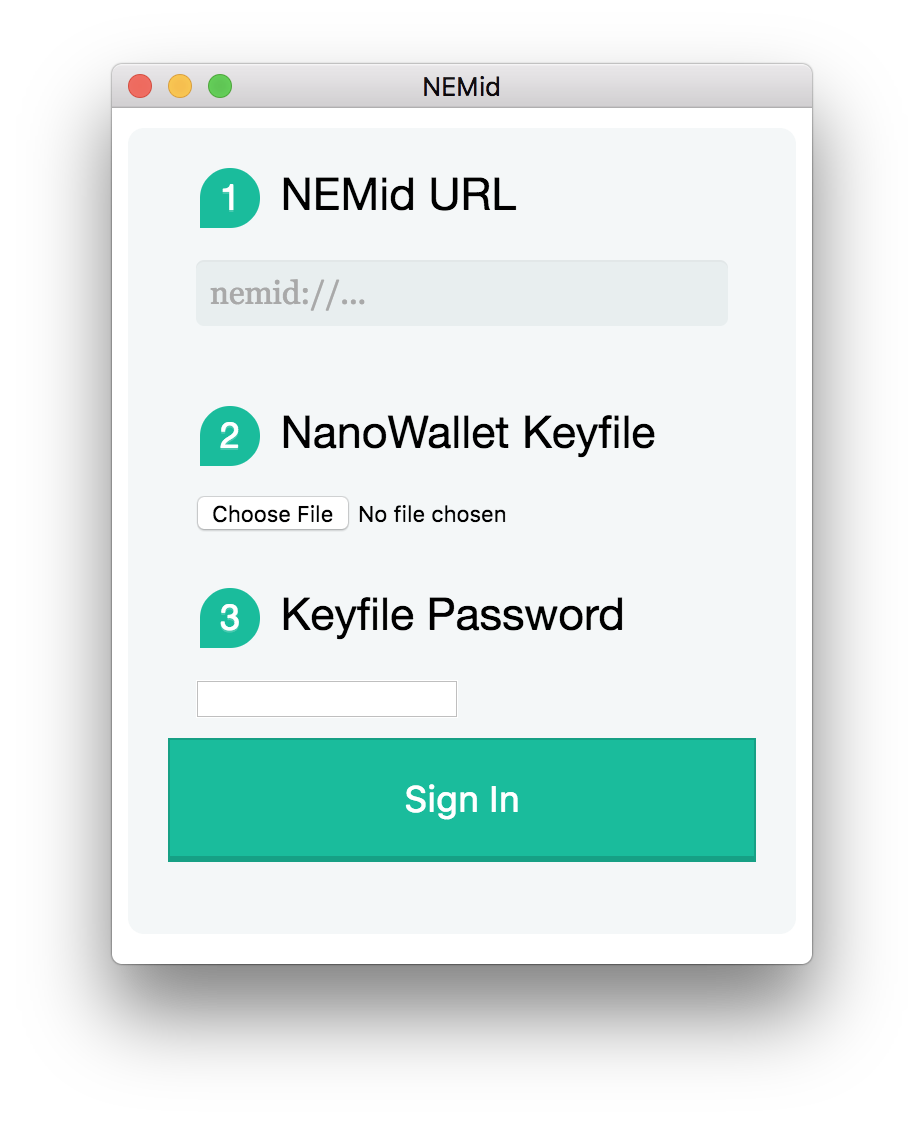 NEMid
1 NEMid URL
nemid://...
2 NanoWallet Keyfile
Choose File No file chosen
3 Keyfile Password
Sign In